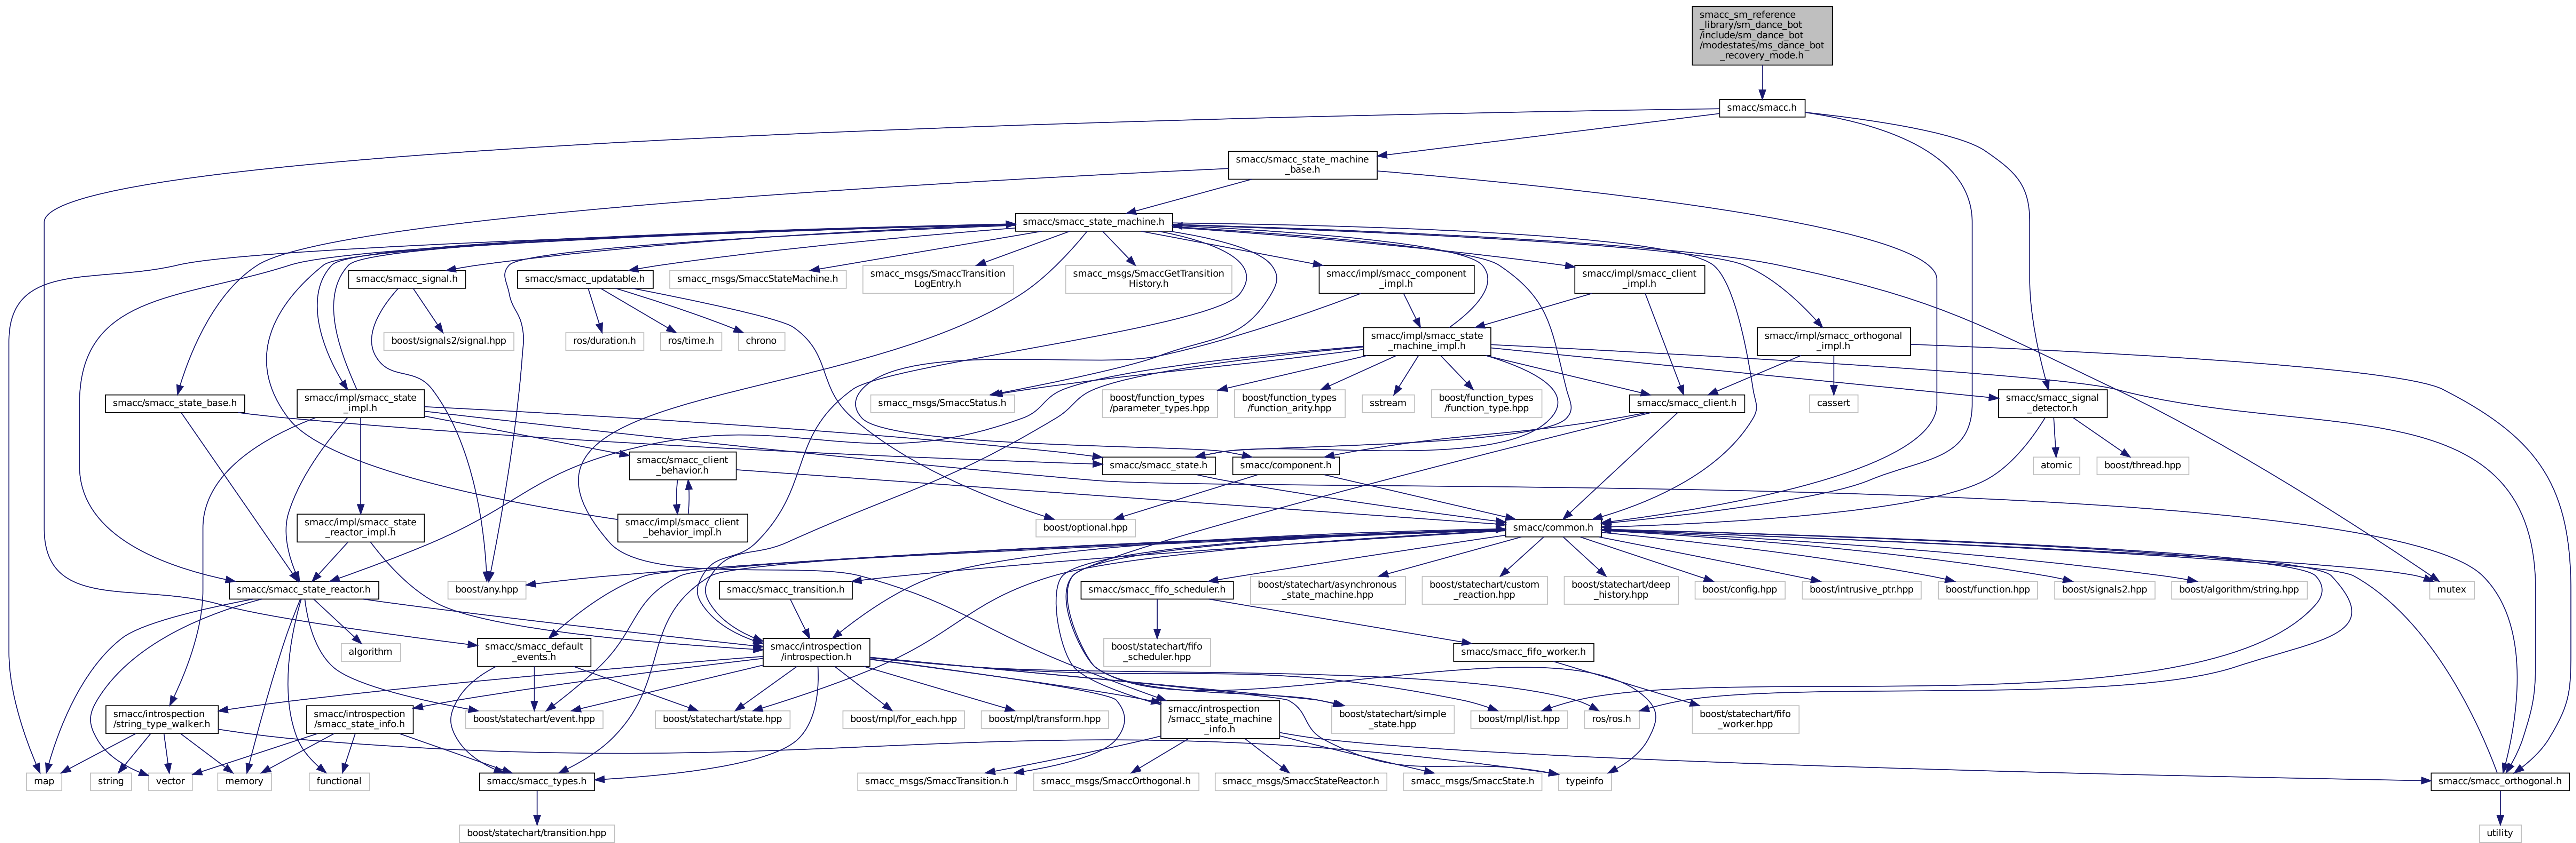 smacc_sm_reference
_library/sm_dance_bot
/include/sm_dance_bot
/modestates/ms_dance_bot
_recovery_mode.h
smacc/smacc.h
smacc/smacc_state_machine
_base.h
smacc/smacc_state_machine.h
smacc/smacc_signal.h
smacc/smacc_updatable.h
smacc_msgs/SmaccStateMachine.h
smacc_msgs/SmaccTransition
LogEntry.h
smacc_msgs/SmaccGetTransition
History.h
smacc/impl/smacc_component
_impl.h
smacc/impl/smacc_client
_impl.h
boost/signals2/signal.hpp
ros/duration.h
ros/time.h
chrono
smacc/impl/smacc_state
_machine_impl.h
smacc/impl/smacc_orthogonal
_impl.h
smacc/smacc_state_base.h
smacc/impl/smacc_state
_impl.h
smacc_msgs/SmaccStatus.h
boost/function_types
/parameter_types.hpp
boost/function_types
/function_arity.hpp
sstream
boost/function_types
/function_type.hpp
smacc/smacc_client.h
cassert
smacc/smacc_signal
_detector.h
smacc/smacc_client
_behavior.h
smacc/smacc_state.h
smacc/component.h
atomic
boost/thread.hpp
smacc/impl/smacc_state
_reactor_impl.h
smacc/impl/smacc_client
_behavior_impl.h
boost/optional.hpp
smacc/common.h
smacc/smacc_state_reactor.h
boost/any.hpp
smacc/smacc_transition.h
smacc/smacc_fifo_scheduler.h
boost/statechart/asynchronous
_state_machine.hpp
boost/statechart/custom
_reaction.hpp
boost/statechart/deep
_history.hpp
boost/config.hpp
boost/intrusive_ptr.hpp
boost/function.hpp
boost/signals2.hpp
boost/algorithm/string.hpp
mutex
algorithm
smacc/smacc_default
_events.h
smacc/introspection
/introspection.h
boost/statechart/fifo
_scheduler.hpp
smacc/smacc_fifo_worker.h
smacc/introspection
/string_type_walker.h
smacc/introspection
/smacc_state_info.h
boost/statechart/event.hpp
boost/statechart/state.hpp
boost/mpl/for_each.hpp
boost/mpl/transform.hpp
smacc/introspection
/smacc_state_machine
_info.h
boost/statechart/simple
_state.hpp
boost/mpl/list.hpp
ros/ros.h
boost/statechart/fifo
_worker.hpp
map
string
vector
memory
functional
smacc/smacc_types.h
smacc_msgs/SmaccTransition.h
smacc_msgs/SmaccOrthogonal.h
smacc_msgs/SmaccStateReactor.h
smacc_msgs/SmaccState.h
typeinfo
smacc/smacc_orthogonal.h
boost/statechart/transition.hpp
utility